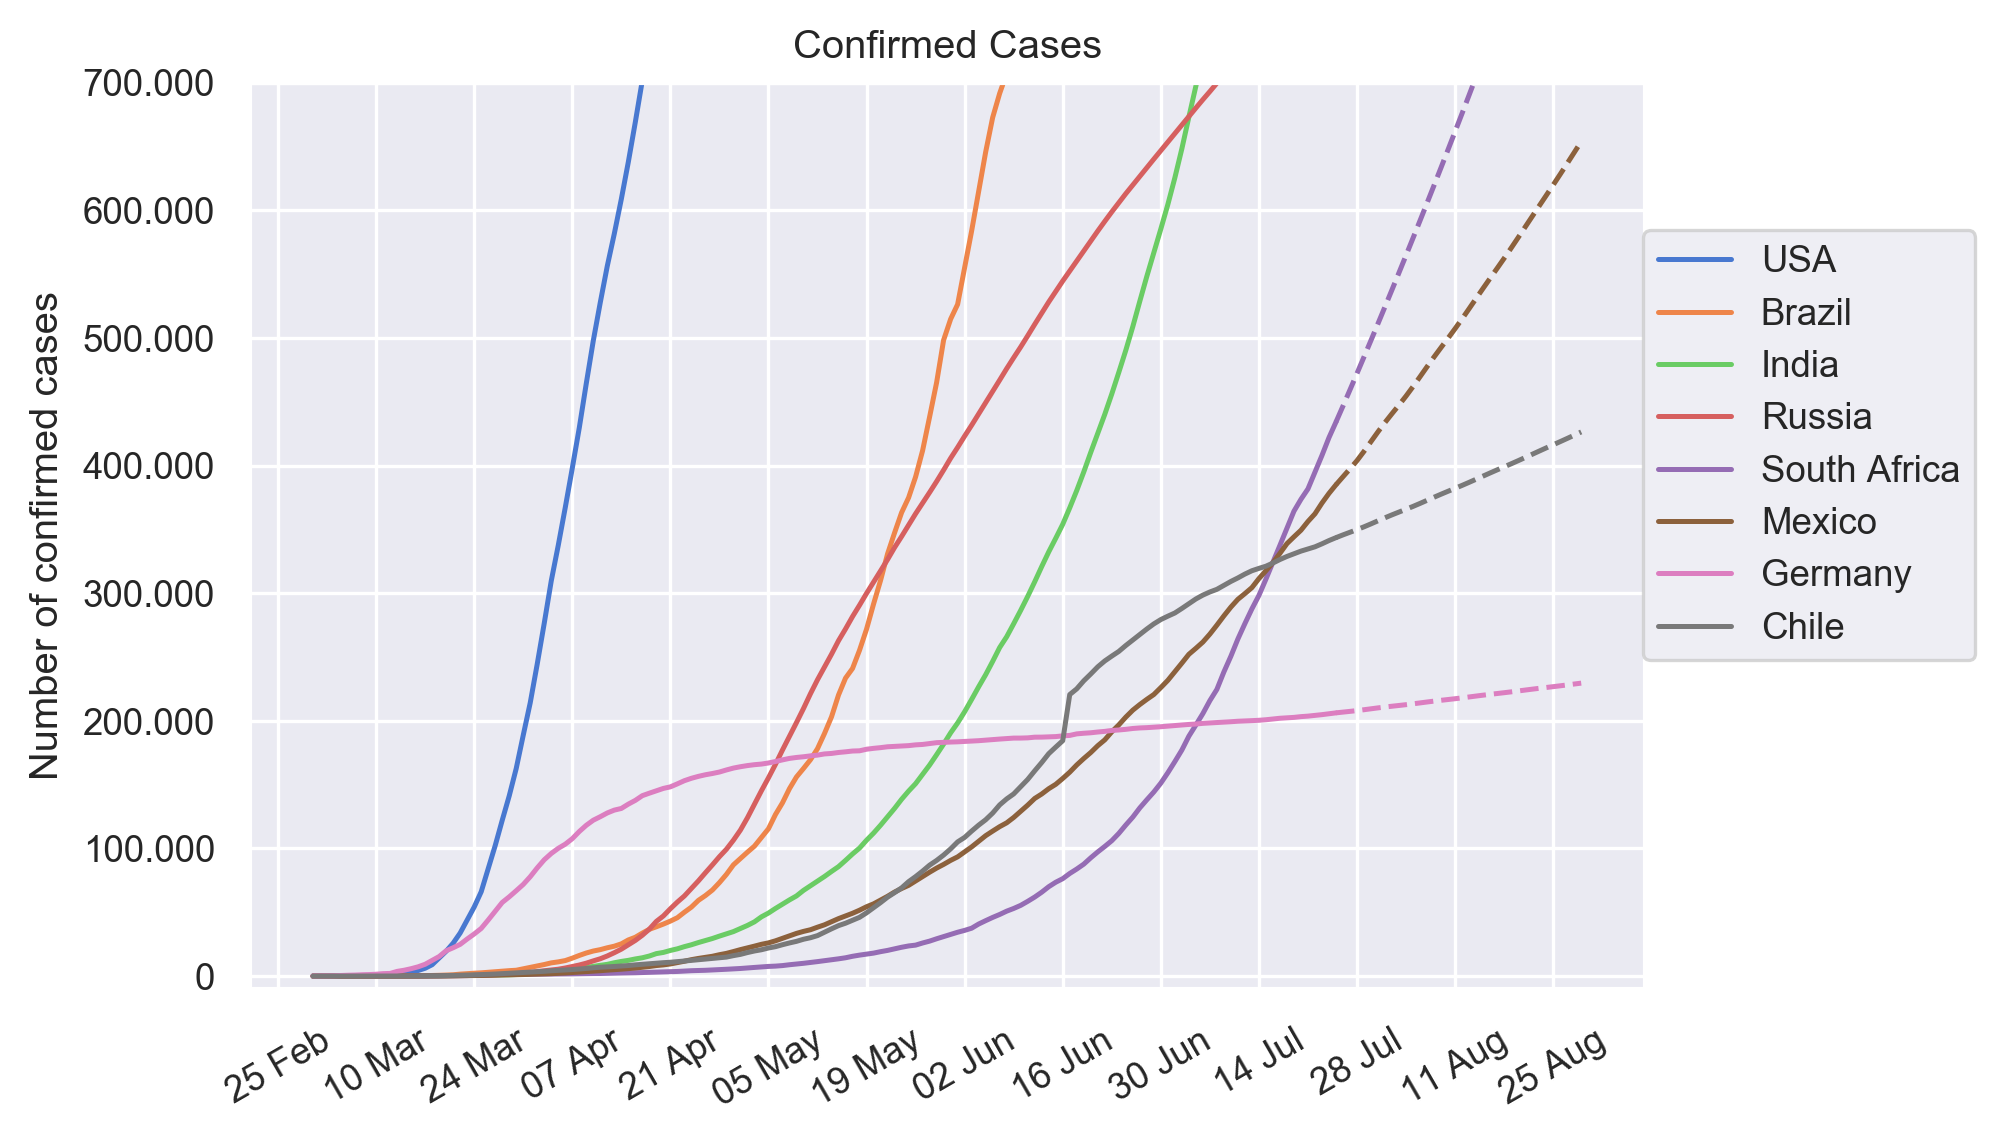 Confirmed Cases
700.000
600.000
500.000
400.000
300.000
200.000
100.000
0
Number of confirmed cases
25 Feb
10 Mar
24 Mar
07 Apr
21 Apr
05 May
19 May
02 Jun
16 Jun
30 Jun
14 Jul
28 Jul
11 Aug
25 Aug
USA
Brazil
India
Russia
South Africa
Mexico
Germany
Chile